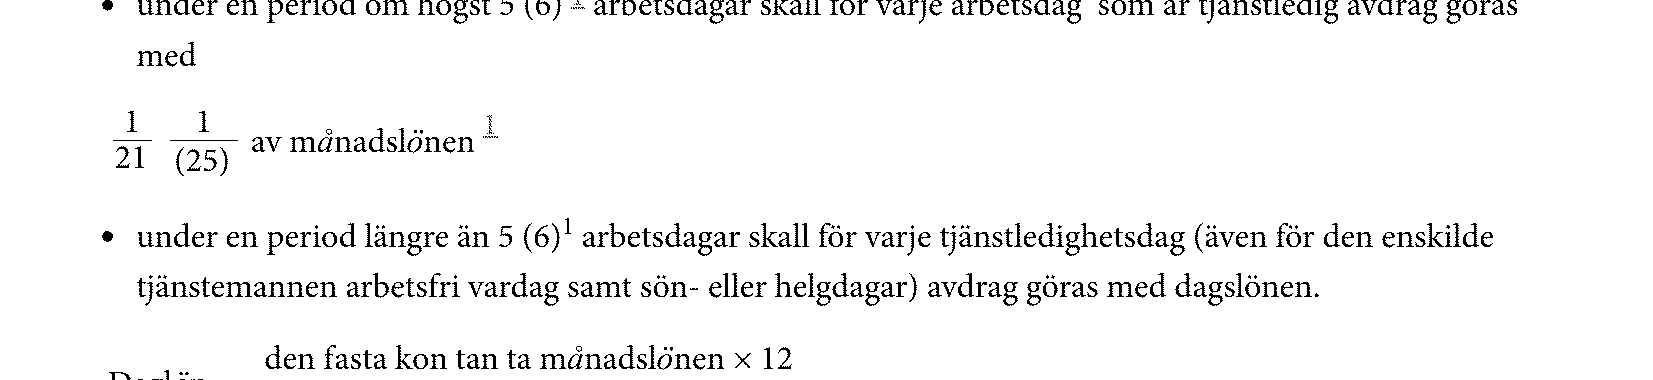 • under en period om högst 5 (6) 1 arbetsdagar skall för varje arbetsdag som är tjänstledig avdrag göras
med
1/21 1/(25) av månadslönen 1
• under en period längre än 5 (6)1 arbetsdagar skall för varje tjänstledighetsdag (även för den enskilde
tjänstemannen arbetsfri vardag samt sön- eller helgdagar) avdrag göras med dagslönen.
den fasta kon tan ta månadslönen × 12